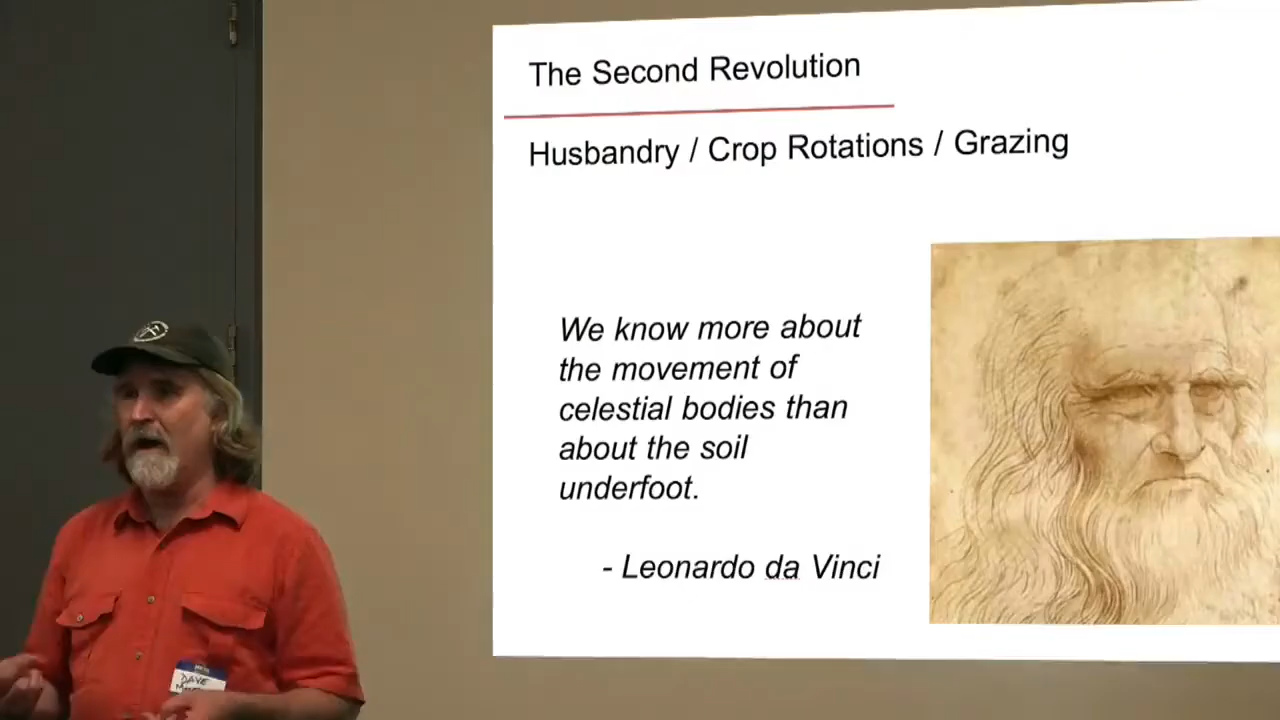 The Second Revolution
Husbandry / Crop Rotations / Grazing
We know more about
the movement of
celestial bodies than
about the soil
underfoot.
- Leonardo da Vinci
DAVE